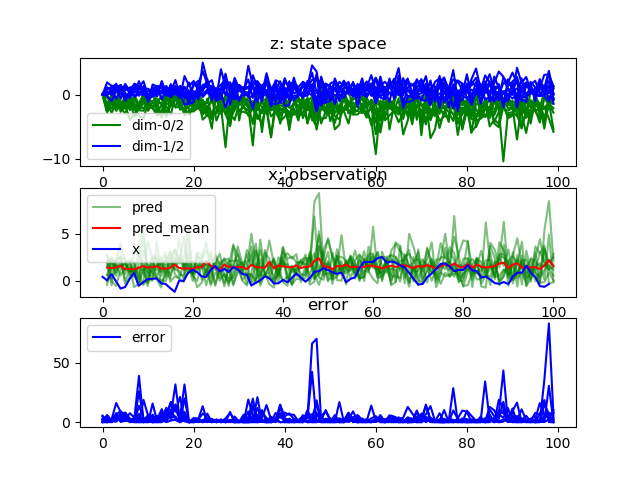 z: state space
0
−10
dim-0/2
dim-1/2
0 20 40 60 80 100
x: observation
5
0
pred
pred_mean
x
0 20 40 60 80 100
error
50
0
error
0 20 40 60 80 100